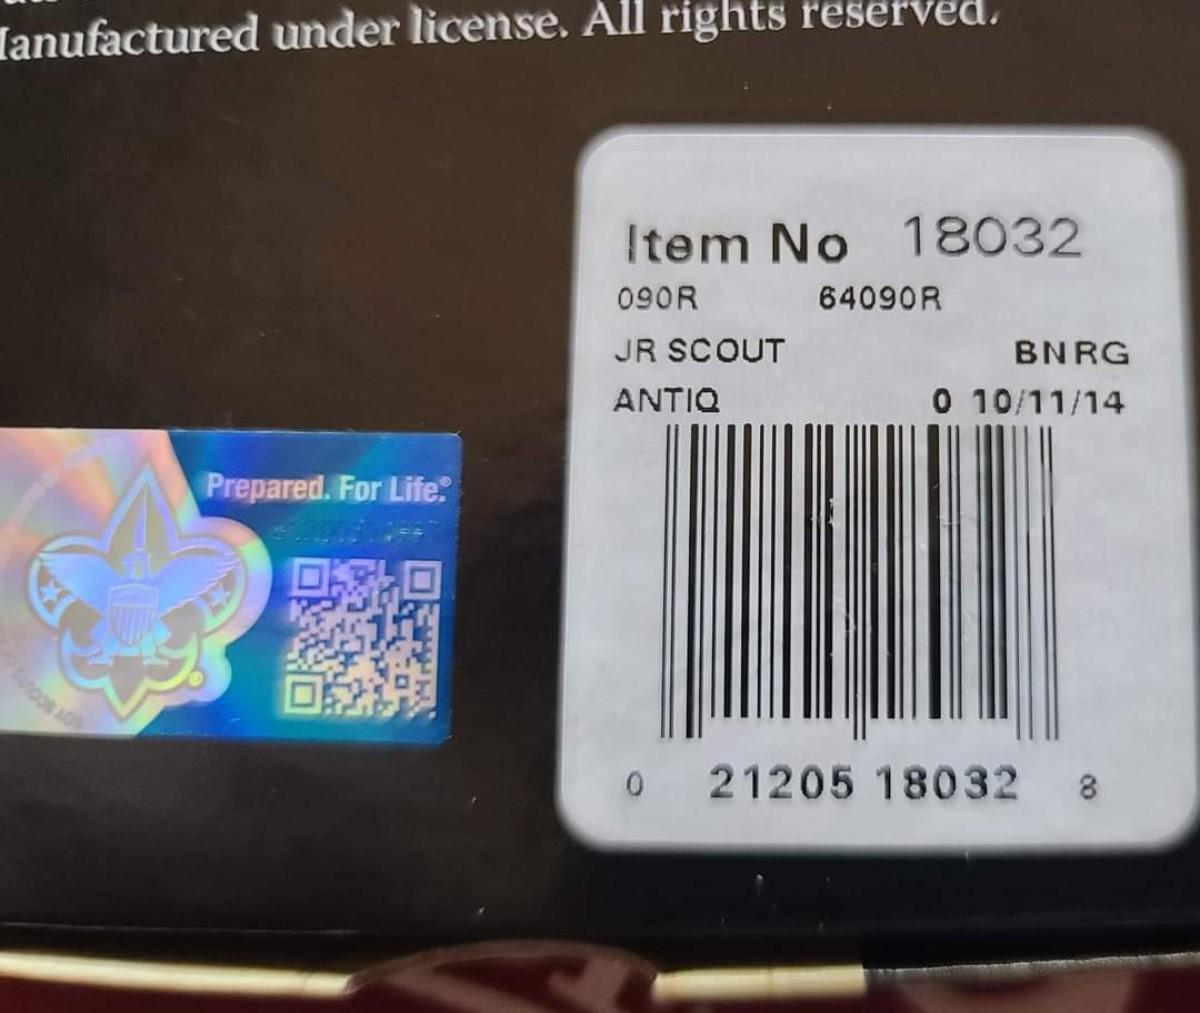 Manufactured under license. All rights reserved.
Item No 18032
090R 64090R
JR SCOUT BNRG
ANTIQ 0 10/11/14
0 21205 18032 8
Prepared. For Life.®